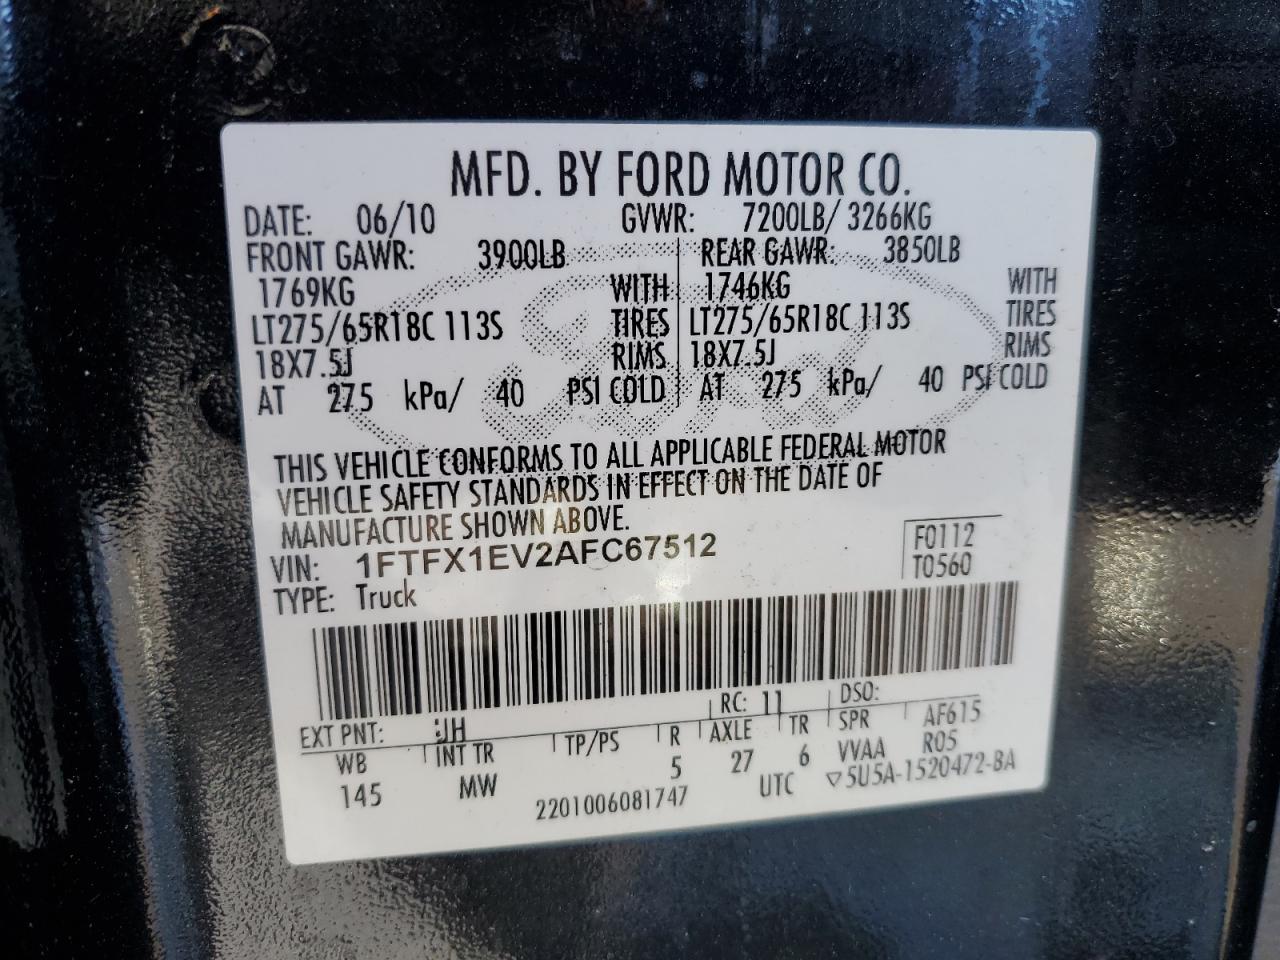 MFD. BY FORD MOTOR CO.
DATE: 06/10 GVWR: 7200LB/ 3266KG
FRONT GAWR: 3900LB REAR GAWR: 3850LB
1769KG WITH 1746KG WITH
LT275/65R18C 113S TIRES LT275/65R18C 113S TIRES
18X7.5J RIMS 18X7.5J RIMS
AT 275 kPa/ 40 PSI COLD AT 275 kPa/ 40 PSI COLD
THIS VEHICLE CONFORMS TO ALL APPLICABLE FEDERAL MOTOR
VEHICLE SAFETY STANDARDS IN EFFECT ON THE DATE OF
MANUFACTURE SHOWN ABOVE.
VIN: 1FTFX1EV2AFC67512 F0112
TYPE: Truck T0560
EXT PNT: UH RC: 11 DSO:
WB INT TR TP/PS R AXLE TR SPR AF615
145 MW 5 27 6 VVAA R05
2201006081747 UTC ▽5U5A-1520472-BA